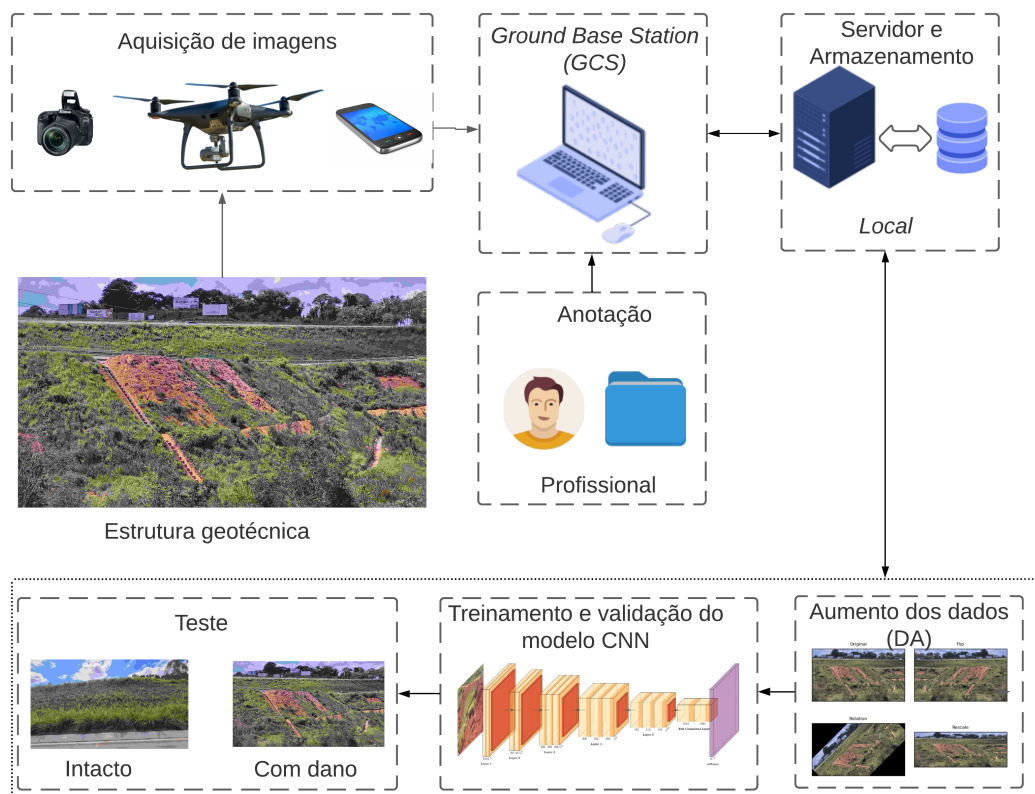 Aquisição de imagens
Ground Base Station
(GCS)
Servidor e
Armazenamento
Local
Anotação
Profissional
Estrutura geotécnica
Teste
Intacto
Com dano
Treinamento e validação do
modelo CNN
Aumento dos dados
(DA)
Original
Flip
Rotation
Rescale